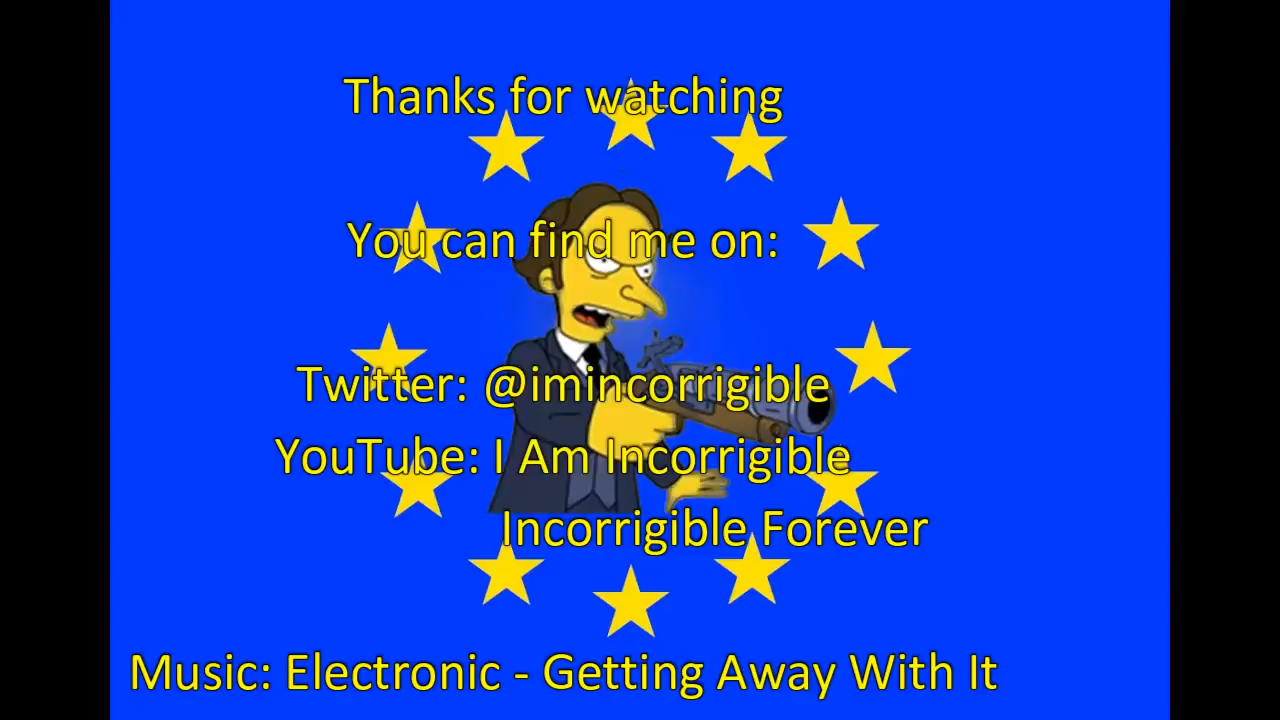 Thanks for watching
You can find me on:
Twitter: @imincorrigible
YouTube: I Am Incorrigible
Incorrigible Forever
Music: Electronic - Getting Away With It